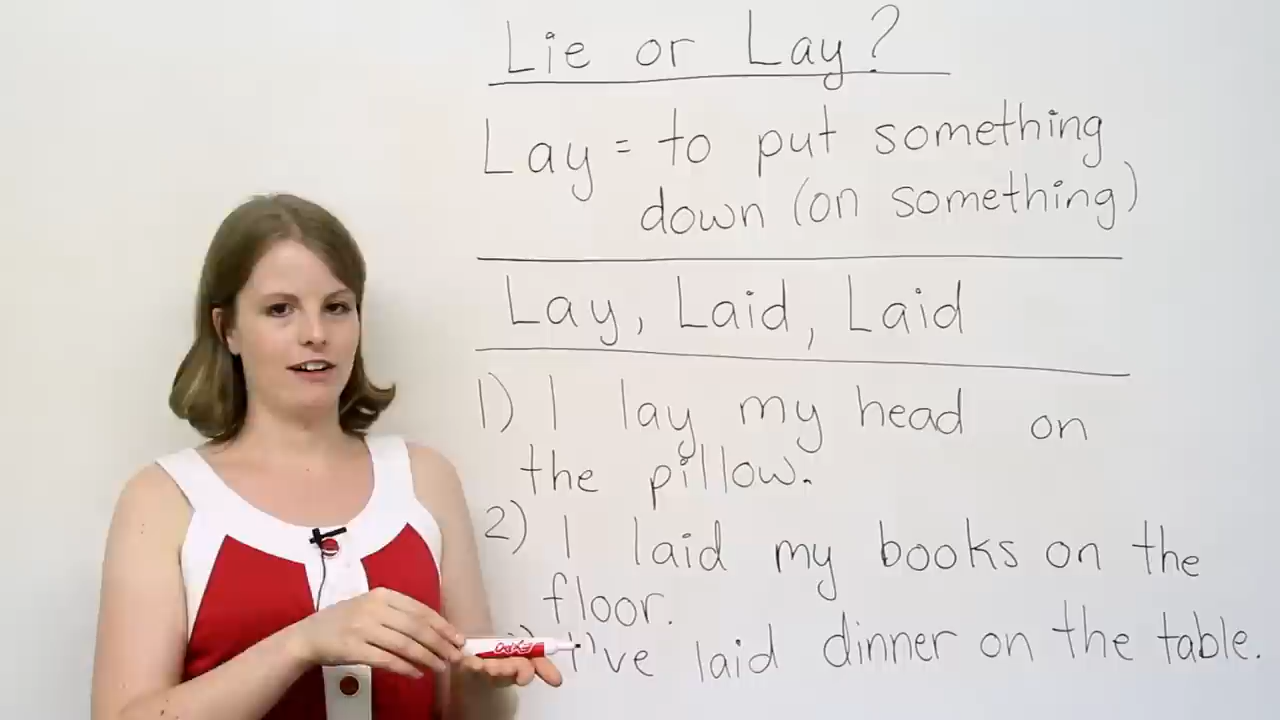 Lie or Lay?
Lay = to put something
down (on something)
Lay, Laid, Laid
1) I lay my head on
the pillow.
2) I laid my books on the
floor.
I've laid dinner on the table.
EXPO